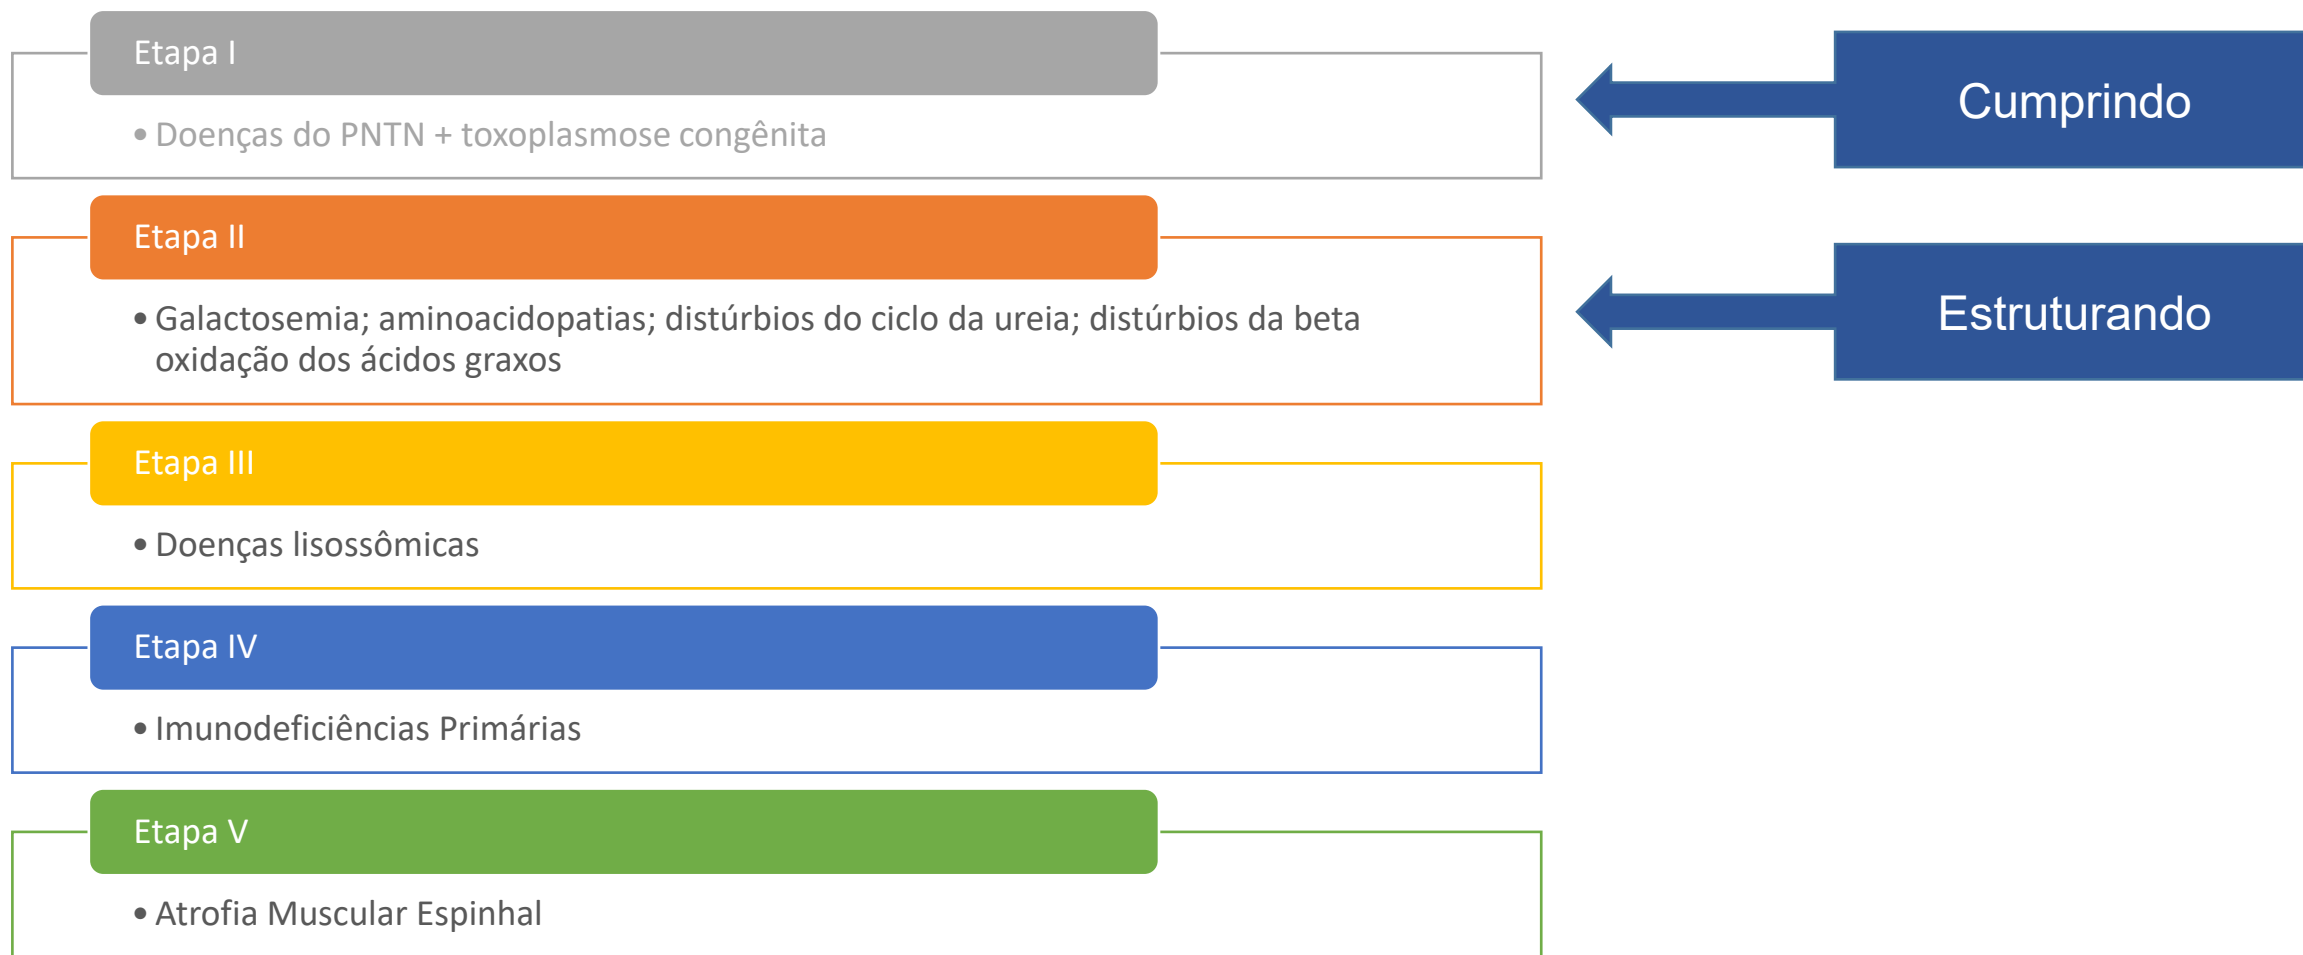 Etapa I
• Doenças do PNTN + toxoplasmose congênita
Cumprindo
Etapa II
• Galactosemia; aminoacidopatias; distúrbios do ciclo da ureia; distúrbios da beta
oxidação dos ácidos graxos
Estruturando
Etapa III
• Doenças lisossômicas
Etapa IV
• Imunodeficiências Primárias
Etapa V
• Atrofia Muscular Espinhal